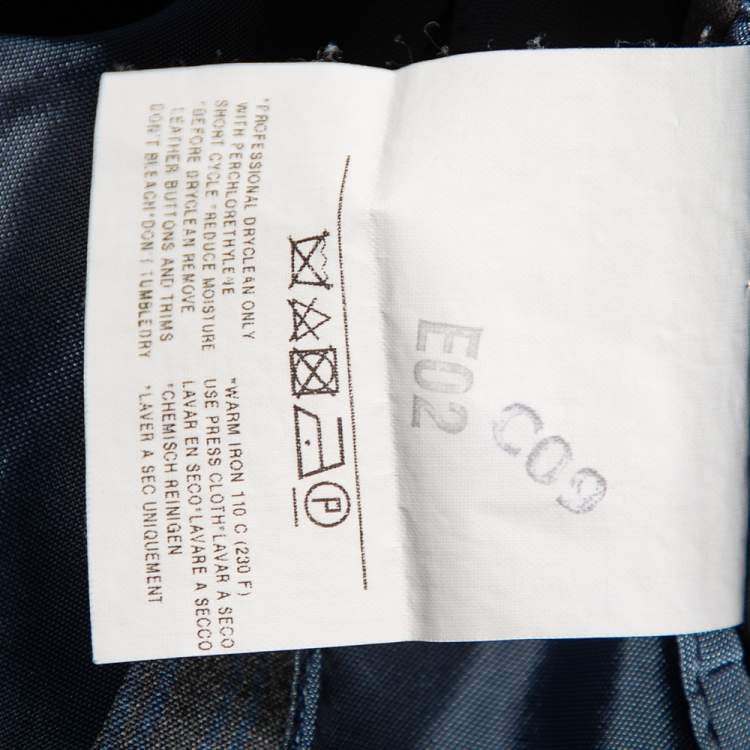 *PROFESSIONAL DRYCLEAN ONLY
WITH PERCHLORETHYLENE
SHORT CYCLE *REDUCE MOISTURE
*BEFORE DRYCLEAN REMOVE
LEATHER BUTTONS AND TRIMS
DON'T BLEACH*DON'T TUMBLEDRY
*WARM IRON 110 C (230 F)
USE PRESS CLOTH*LAVAR A SECO
LAVAR EN SECO*LAVARE A SECCO
*CHEMISCH REINIGEN
*LAVER A SEC UNIQUEMENT
P
E02
C09